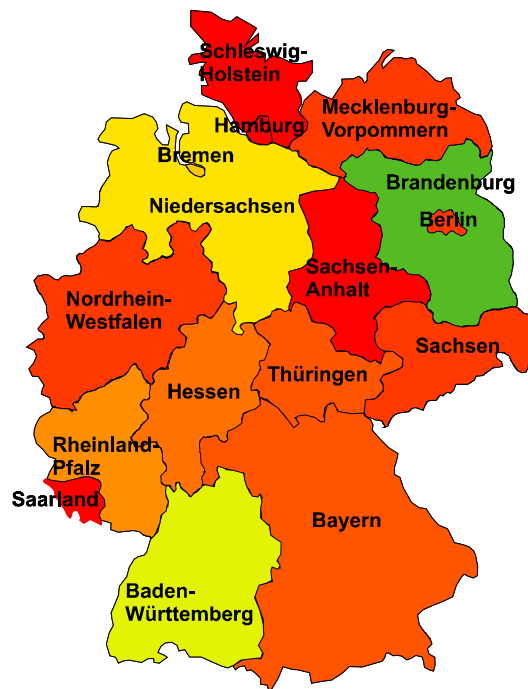 Schleswig-
Holstein
Mecklenburg-
Vorpommern
Hamburg
Bremen
Brandenburg
Niedersachsen
Berlin
Sachsen-
Anhalt
Nordrhein-
Westfalen
Sachsen
Thüringen
Hessen
Rheinland-
Pfalz
Saarland
Bayern
Baden-
Württemberg